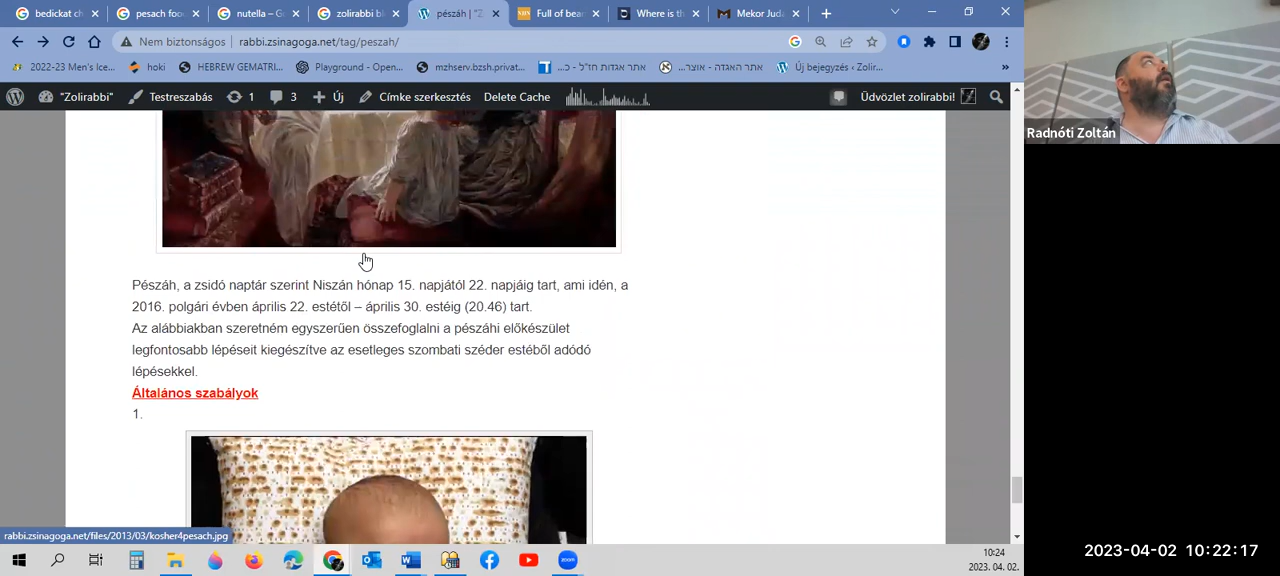 bedickat ch
pesach foo
nutella – G
zolirabbi bl
pészáh | "Z
Full of bea
Where is th
Mekor Juda
Nem biztonságos
rabbi.zsinagoga.net/tag/peszah/
2022-23 Men's Ice...
hoki
HEBREW GEMATRI...
Playground - Open...
mzhserv.bzsh.privat...
אתר אגדות חז"ל - כ...
אתר האגדה - אוצר...
Új bejegyzés ‹ Zolir...
"Zolirabbi"
Testreszabás
1
3
Új
Címke szerkesztés
Delete Cache
Üdvözlet zolirabbi!
Radnóti Zoltán
Pészáh, a zsidó naptár szerint Niszán hónap 15. napjától 22. napjáig tart, ami idén, a
2016. polgári évben április 22. estétől – április 30. estéig (20.46) tart.
Az alábbiakban szeretném egyszerűen összefoglalni a pészáhi előkészület
legfontosabb lépéseit kiegészítve az esetleges szombati széder estéből adódó
lépésekkel.
Általános szabályok
1.
rabbi.zsinagoga.net/files/2013/03/kosher4pesach.jpg
zoom
10:24
2023. 04. 02.
2023-04-02 10:22:17